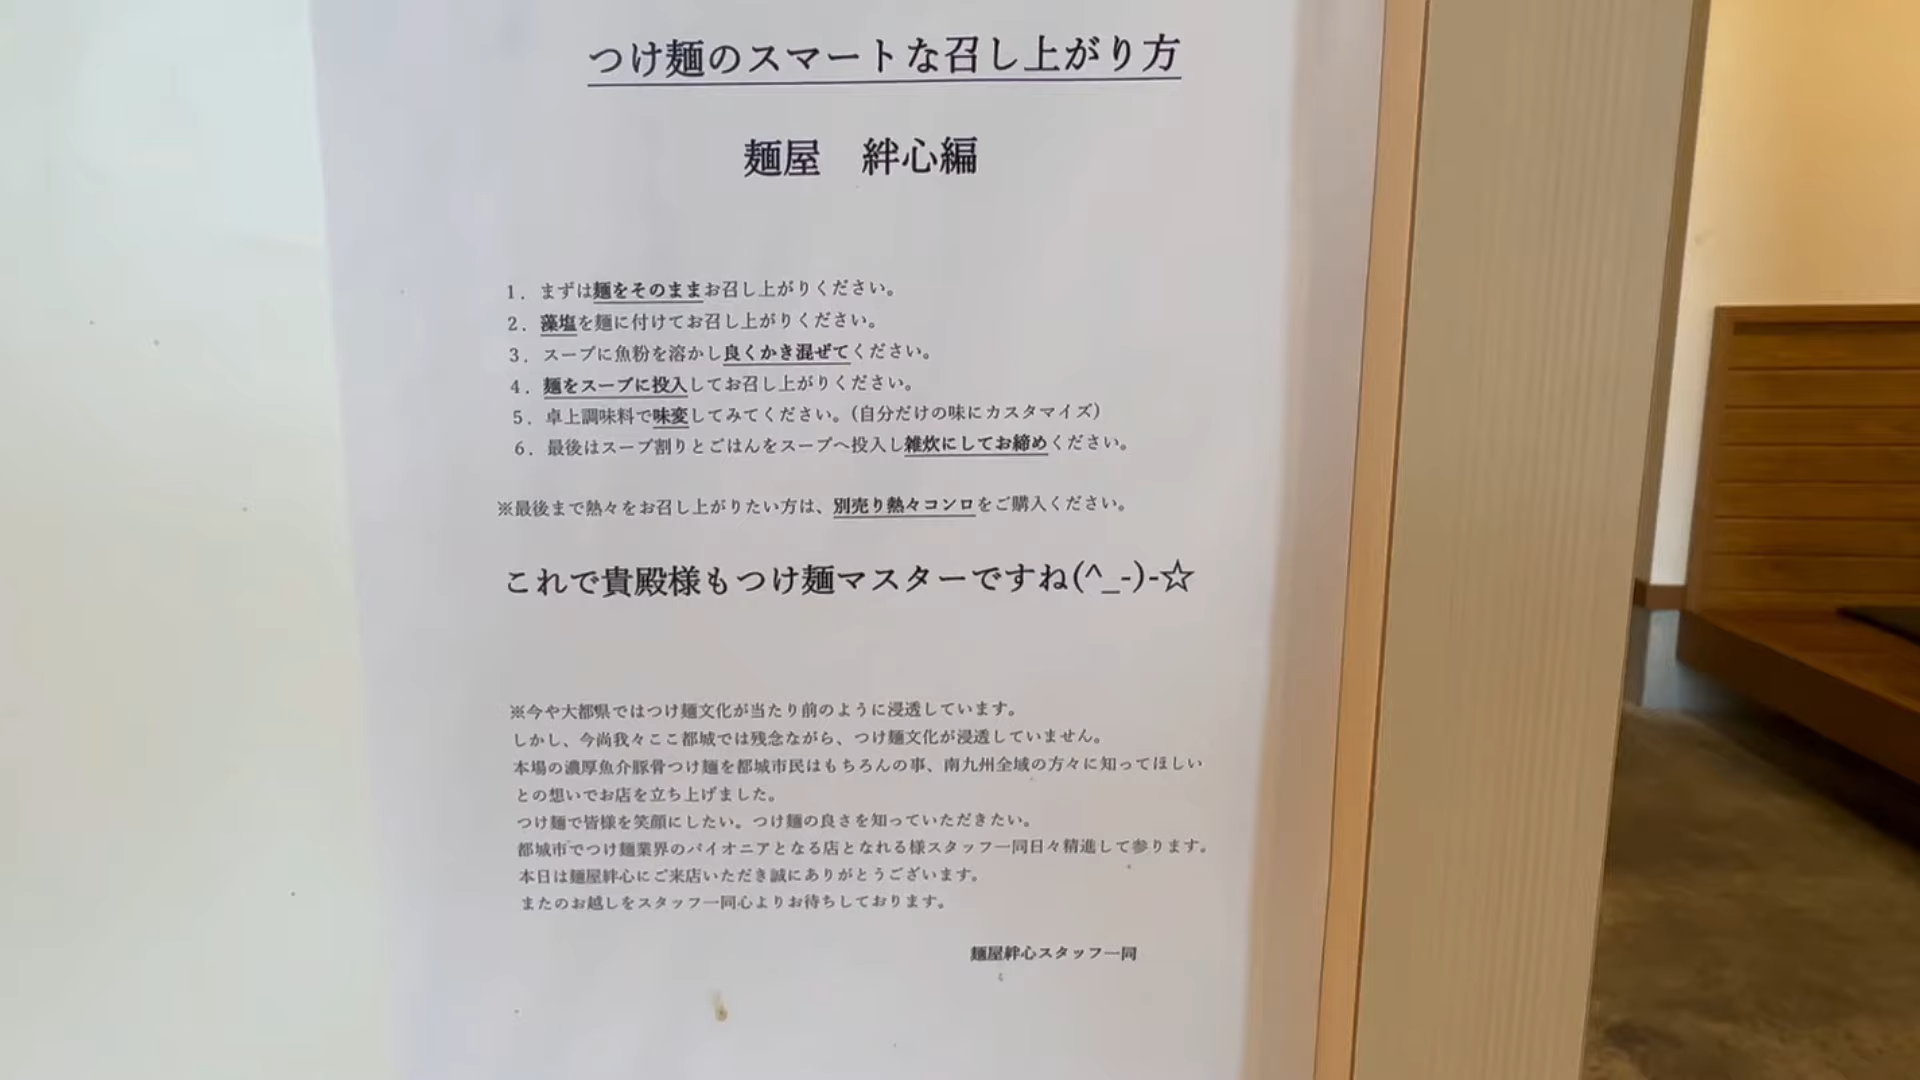 つけ麺のスマートな召し上がり方
麺屋　絆心編
1．まずは麺をそのままお召し上がりください。
2．藻塩を麺に付けてお召し上がりください。
3．スープに魚粉を溶かし良くかき混ぜてください。
4．麺をスープに投入してお召し上がりください。
5．卓上調味料で味変してみてください。(自分だけの味にカスタマイズ)
6．最後はスープ割りとごはんをスープへ投入し雑炊にしてお締めください。
※最後まで熱々をお召し上がりたい方は、別売り熱々コンロをご購入ください。
これで貴殿様もつけ麺マスターですね(^_-)-☆
※今や大都県ではつけ麺文化が当たり前のように浸透しています。
しかし、今尚我々ここ都城では残念ながら、つけ麺文化が浸透していません。
本場の濃厚魚介豚骨つけ麺を都城市民はもちろんの事、南九州全域の方々に知ってほしい
との想いでお店を立ち上げました。
つけ麺で皆様を笑顔にしたい。つけ麺の良さを知っていただきたい。
都城市でつけ麺業界のパイオニアとなる店となれる様スタッフ一同日々精進して参ります。
本日は麺屋絆心にご来店いただき誠にありがとうございます。
またのお越しをスタッフ一同心よりお待ちしております。
麺屋絆心スタッフ一同